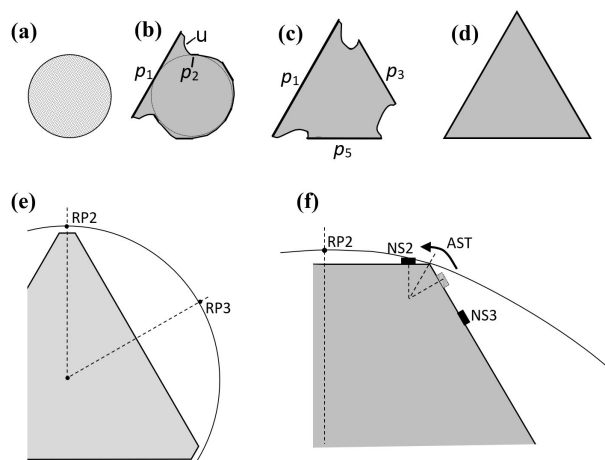 (a)
(b)
u
p1
p2
(c)
p1
p3
p5
(d)
(e)
RP2
RP3
(f)
RP2
NS2
AST
NS3